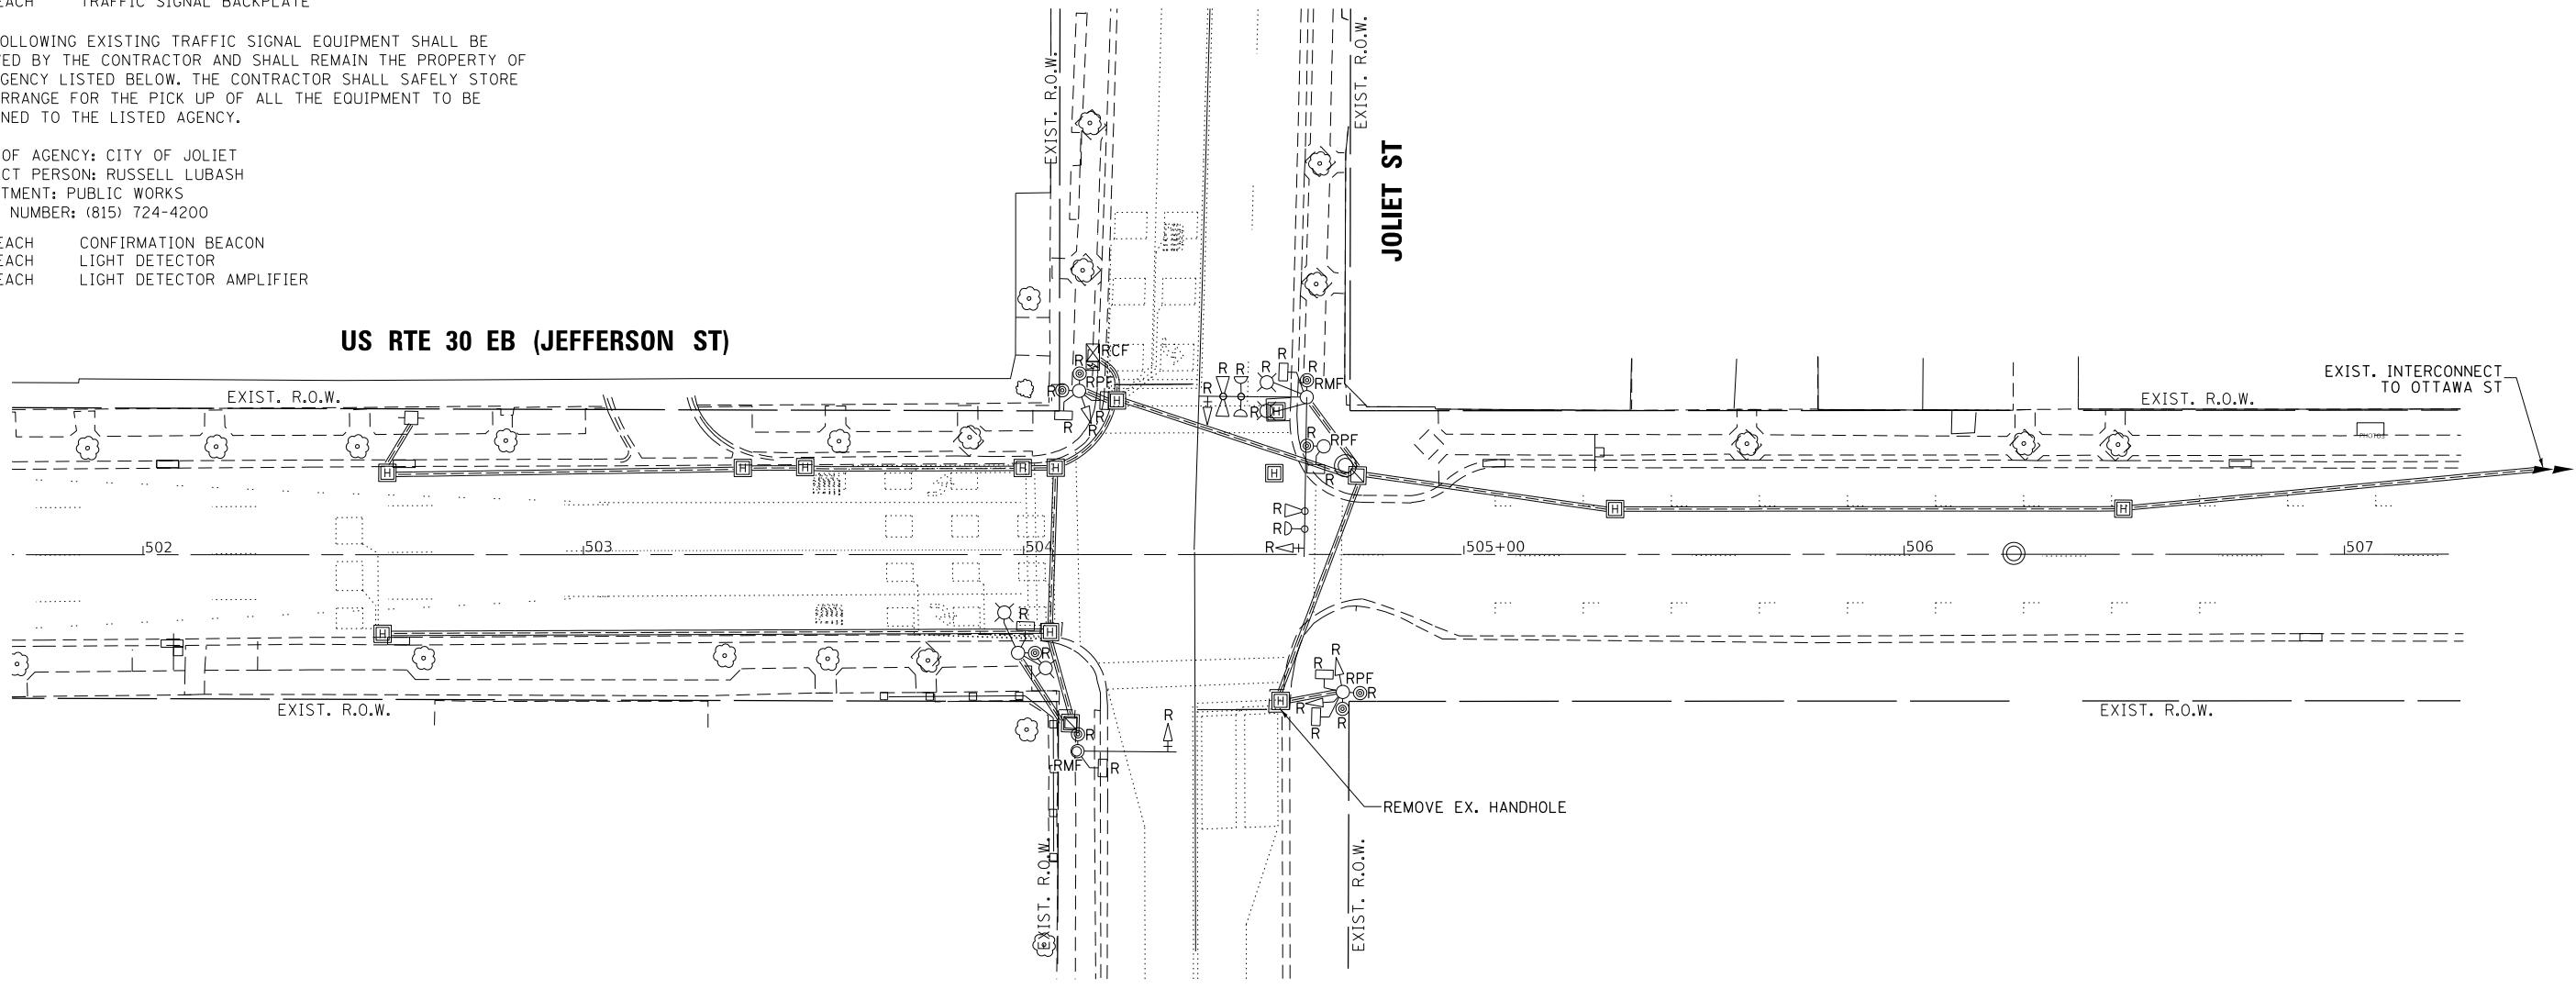 EACH TRAFFIC SIGNAL BACKPLATE
OLLOWING EXISTING TRAFFIC SIGNAL EQUIPMENT SHALL BE
ED BY THE CONTRACTOR AND SHALL REMAIN THE PROPERTY OF
GENCY LISTED BELOW. THE CONTRACTOR SHALL SAFELY STORE
RRANGE FOR THE PICK UP OF ALL THE EQUIPMENT TO BE
NED TO THE LISTED AGENCY.
OF AGENCY: CITY OF JOLIET
CT PERSON: RUSSELL LUBASH
TMENT: PUBLIC WORKS
NUMBER: (815) 724-4200
EACH CONFIRMATION BEACON
EACH LIGHT DETECTOR
EACH LIGHT DETECTOR AMPLIFIER
EXIST. R.O.W.
EXIST. R.O.W.
JOLIET ST
US RTE 30 EB (JEFFERSON ST)
RCF
R
R
R
R
R
R
RPF
R
RMF
R
R
R
R
H
H
EXIST. INTERCONNECT
TO OTTAWA ST
EXIST. R.O.W.
EXIST. R.O.W.
RPF
R
H
H
H
H
H
H
H
H
R
R
R
502
503
504
505+00
506
507
H
H
R
R
R
R
RPF
R
H
R
R
R
EXIST. R.O.W.
EXIST. R.O.W.
R
R
RMF
R
REMOVE EX. HANDHOLE
EXIST. R.O.W.
EXIST. R.O.W.